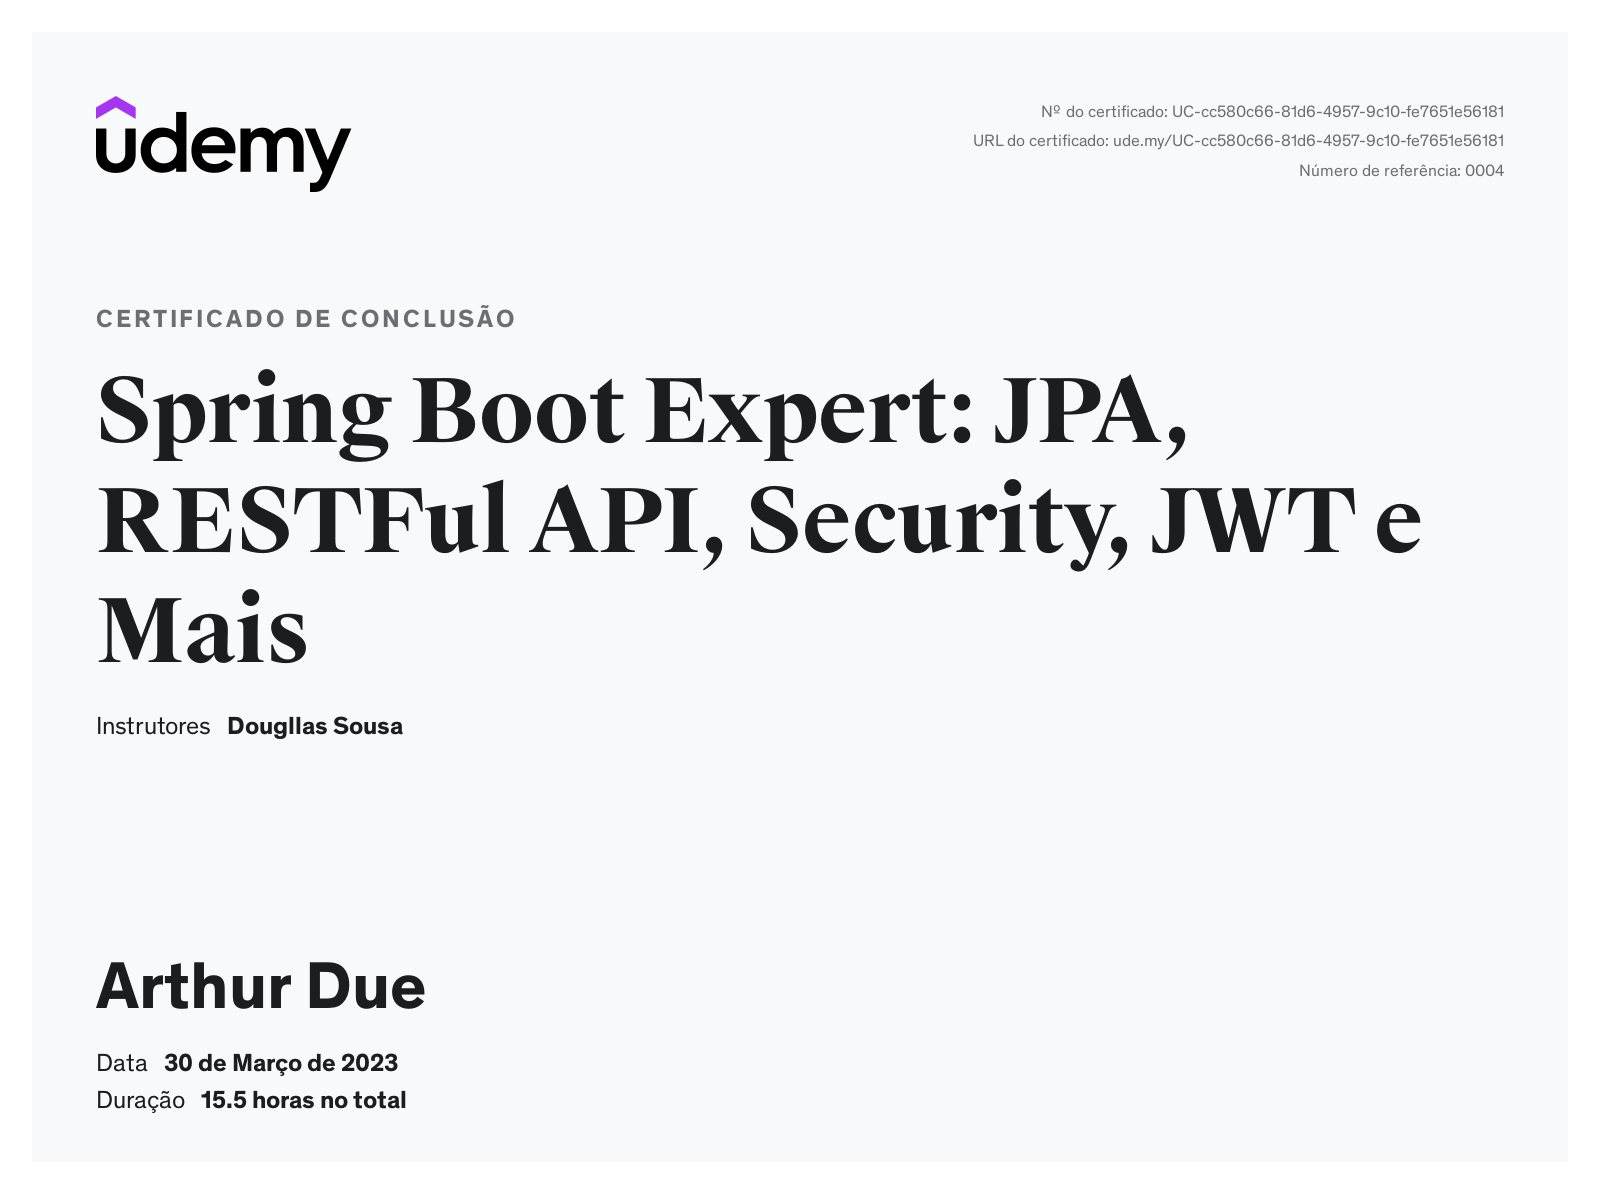 udemy
Nº do certificado: UC-cc580c66-81d6-4957-9c10-fe7651e56181
URL do certificado: ude.my/UC-cc580c66-81d6-4957-9c10-fe7651e56181
Número de referência: 0004
CERTIFICADO DE CONCLUSÃO
Spring Boot Expert: JPA,
RESTFul API, Security, JWT e
Mais
Instrutores Dougllas Sousa
Arthur Due
Data 30 de Março de 2023
Duração 15.5 horas no total